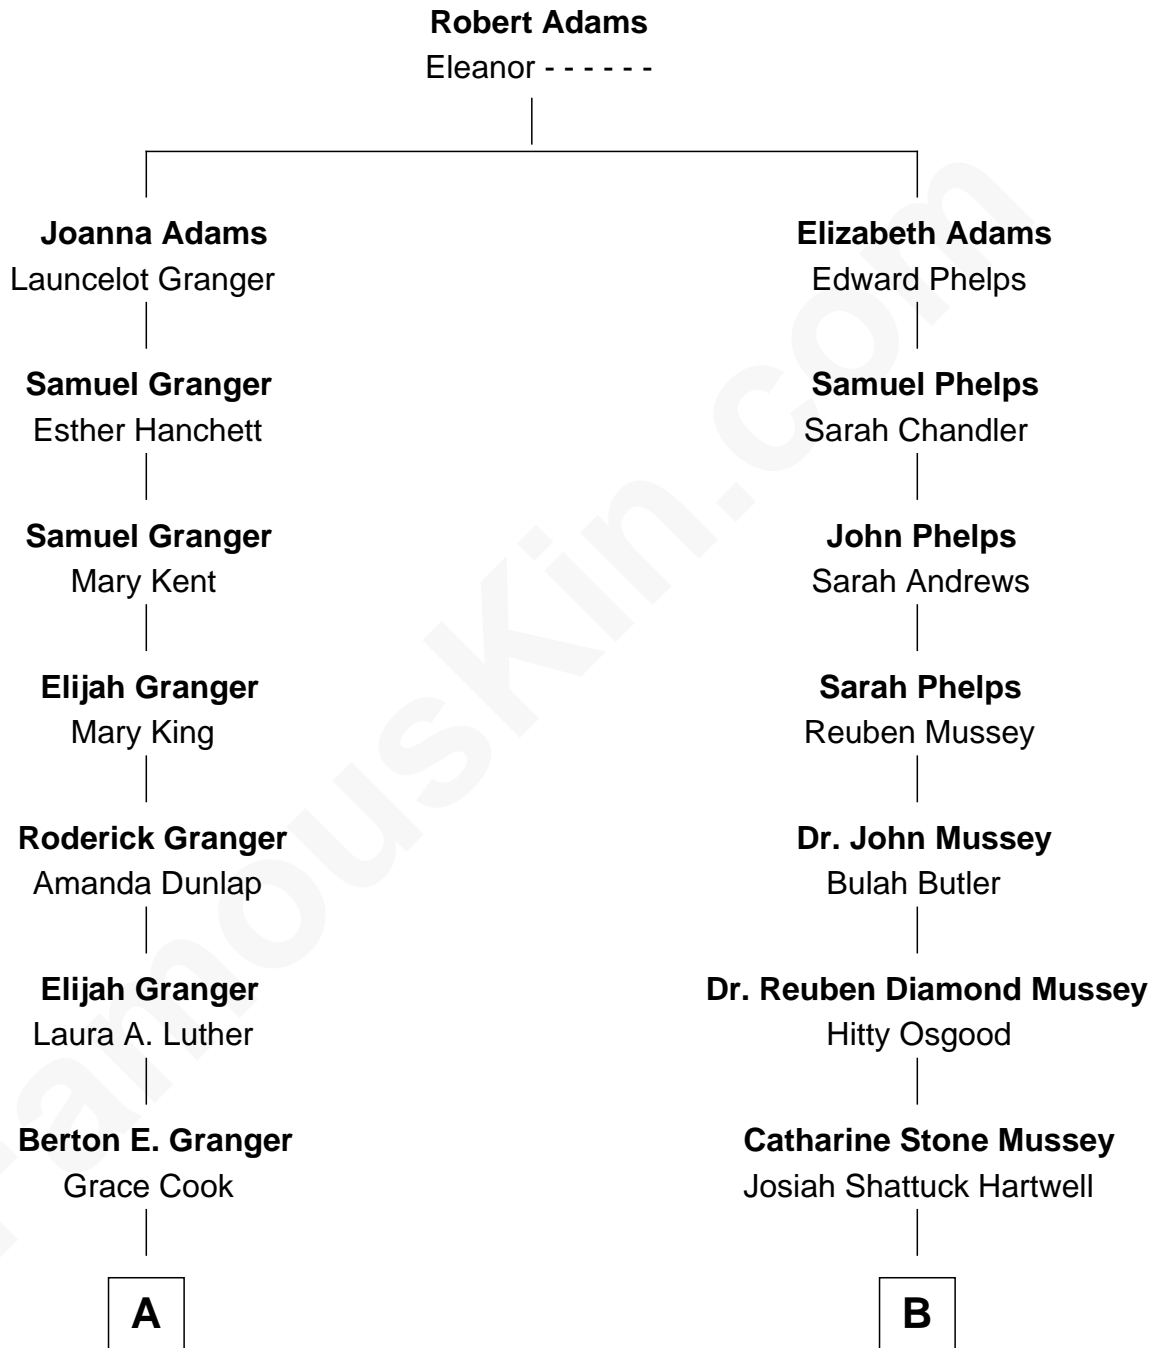 Robert Adams
Eleanor - - - - - -
Joanna Adams
Launcelot Granger
Elizabeth Adams
Edward Phelps
Samuel Granger
Esther Hanchett
Samuel Phelps
Sarah Chandler
Samuel Granger
Mary Kent
John Phelps
Sarah Andrews
Elijah Granger
Mary King
Sarah Phelps
Reuben Mussey
Roderick Granger
Amanda Dunlap
Dr. John Mussey
Bulah Butler
Elijah Granger
Laura A. Luther
Dr. Reuben Diamond Mussey
Hitty Osgood
Berton E. Granger
Grace Cook
Catharine Stone Mussey
Josiah Shattuck Hartwell
A
B
FamousKin.com